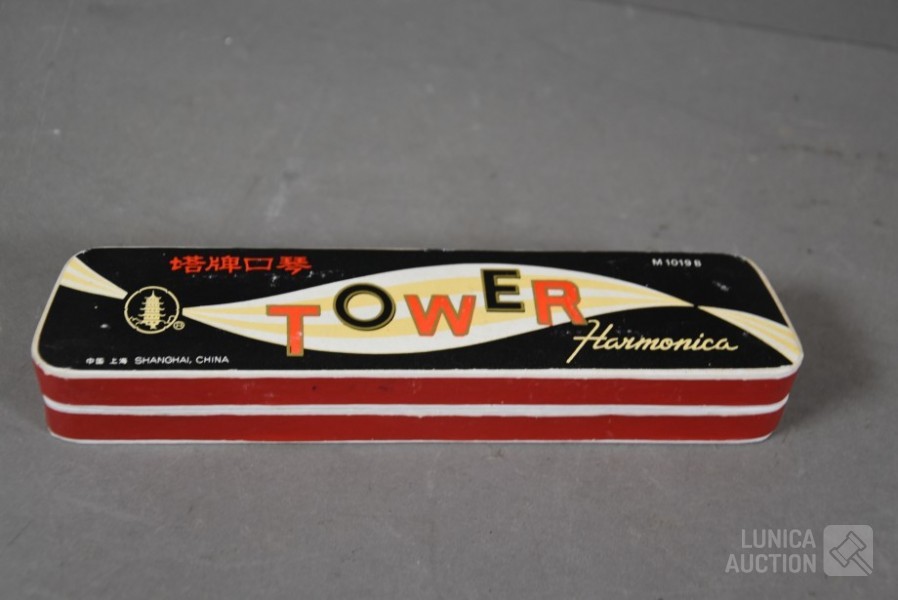 塔牌口琴
M 1019 B
TOWER
Harmonica
®
中国 上海 SHANGHAI, CHINA
LUNICA
AUCTION